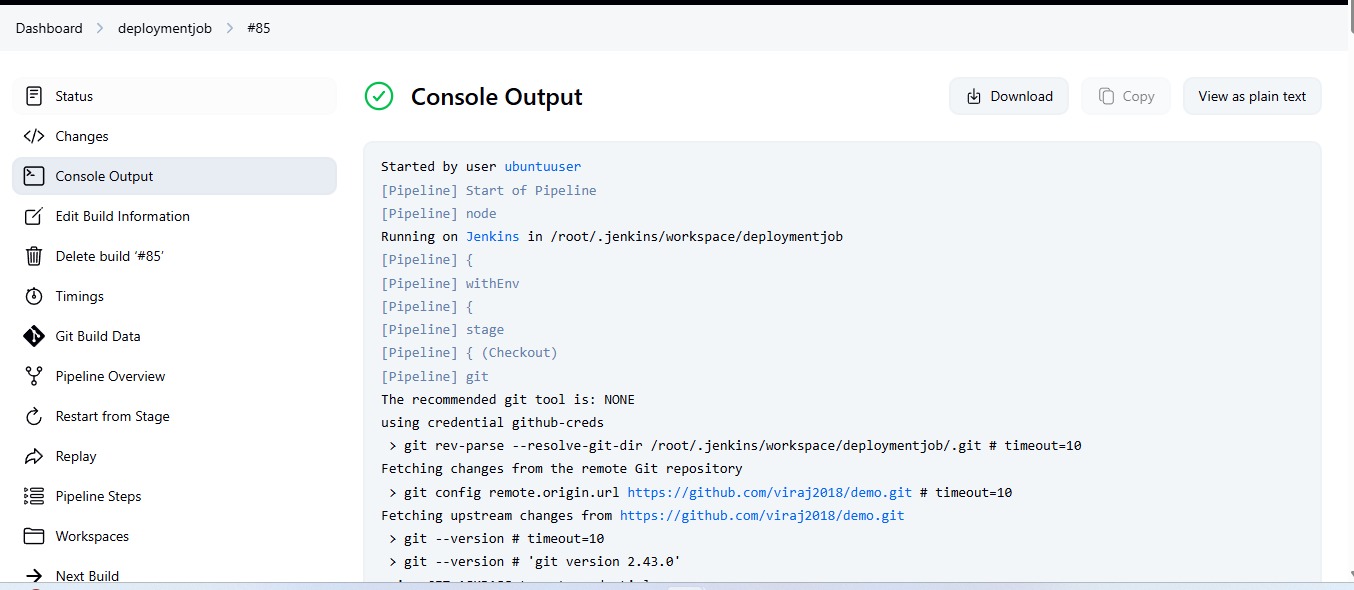 Dashboard > deploymentjob > #85
Status
Changes
Console Output
Edit Build Information
Delete build ‘#85’
Timings
Git Build Data
Pipeline Overview
Restart from Stage
Replay
Pipeline Steps
Workspaces
Next Build
Console Output
Download
Copy
View as plain text
Started by user ubuntuuser
[Pipeline] Start of Pipeline
[Pipeline] node
Running on Jenkins in /root/.jenkins/workspace/deploymentjob
[Pipeline] {
[Pipeline] withEnv
[Pipeline] {
[Pipeline] stage
[Pipeline] { (Checkout)
[Pipeline] git
The recommended git tool is: NONE
using credential github-creds
> git rev-parse --resolve-git-dir /root/.jenkins/workspace/deploymentjob/.git # timeout=10
Fetching changes from the remote Git repository
> git config remote.origin.url https://github.com/viraj2018/demo.git # timeout=10
Fetching upstream changes from https://github.com/viraj2018/demo.git
> git --version # timeout=10
> git --version # 'git version 2.43.0'